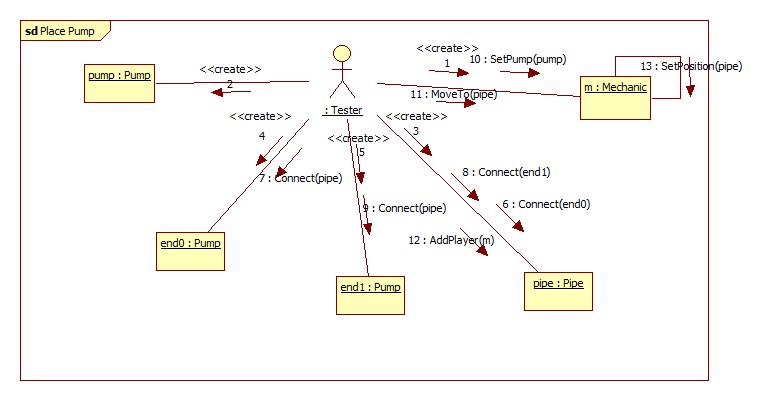 sd Place Pump
<<create>>
1
10 : SetPump(pump)
13 : SetPosition(pipe)
<<create>>
2
pump : Pump
m : Mechanic
11 : MoveTo(pipe)
: Tester
<<create>>
4
<<create>>
5
<<create>>
3
7 : Connect(pipe)
8 : Connect(end1)
9 : Connect(pipe)
6 : Connect(end0)
12 : AddPlayer(m)
end0 : Pump
end1 : Pump
pipe : Pipe